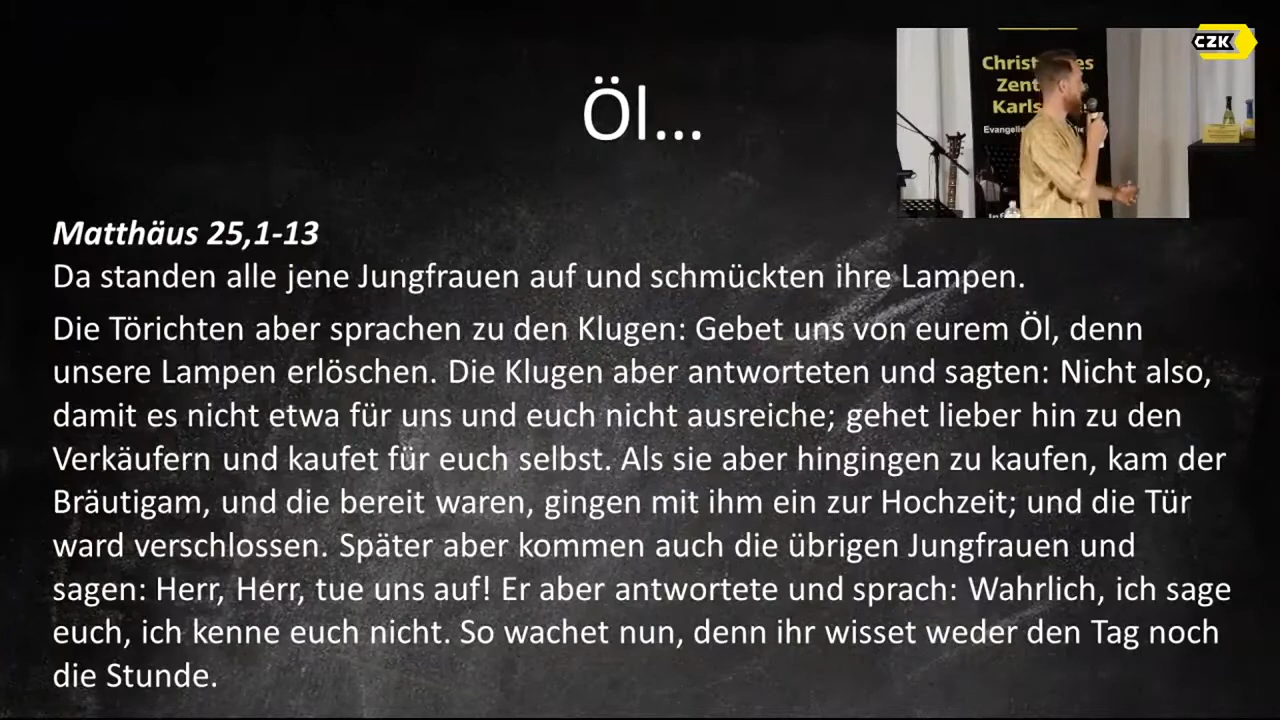 CZK
Öl...
Zent
Karls
Matthäus 25,1-13
Da standen alle jene Jungfrauen auf und schmückten ihre Lampen.
Die Törichten aber sprachen zu den Klugen: Gebet uns von eurem Öl, denn
unsere Lampen erlöschen. Die Klugen aber antworteten und sagten: Nicht also,
damit es nicht etwa für uns und euch nicht ausreiche; gehet lieber hin zu den
Verkäufern und kaufet für euch selbst. Als sie aber hingingen zu kaufen, kam der
Bräutigam, und die bereit waren, gingen mit ihm ein zur Hochzeit; und die Tür
ward verschlossen. Später aber kommen auch die übrigen Jungfrauen und
sagen: Herr, Herr, tue uns auf! Er aber antwortete und sprach: Wahrlich, ich sage
euch, ich kenne euch nicht. So wachet nun, denn ihr wisset weder den Tag noch
die Stunde.